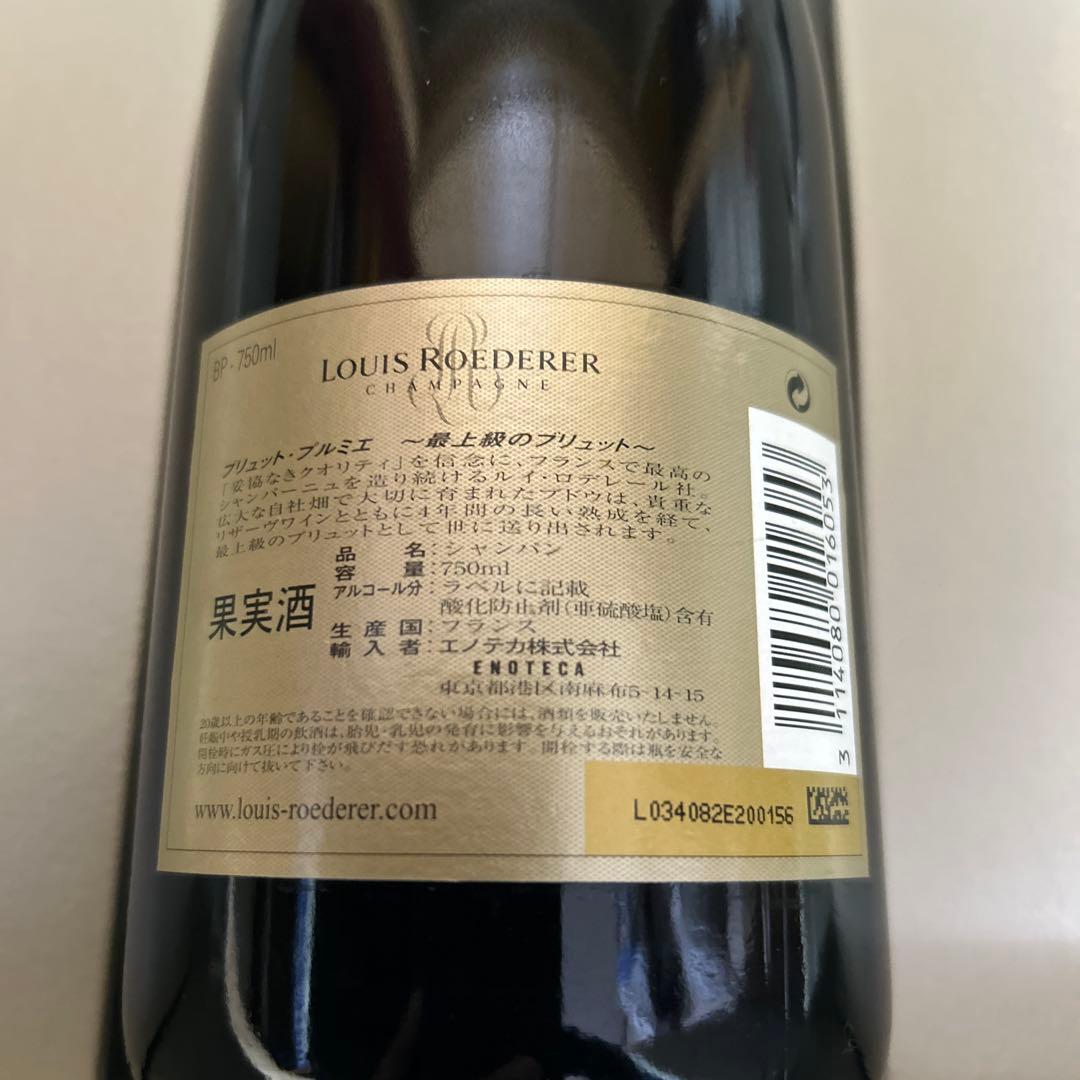 BP - 750ml
LOUIS ROEDERER
CHAMPAGNE
ブリュット・プルミエ ～最上級のブリュット～
「妥協なきクオリティ」を信念に、フランスで最高の
シャンパーニュを造り続けるルイ・ロデレール社。
広大な自社畑で大切に育まれたブドウは、貴重な
リザーヴワインとともに4年間の長い熟成を経て、
最上級のブリュットとして世に送り出されます。
果実酒
品名:シャンパン
容量:750ml
アルコール分:ラベルに記載
酸化防止剤(亜硫酸塩)含有
生産国:フランス
輸入者:エノテカ株式会社
ENOTECA
東京都港区南麻布5-14-15
20歳以上の年齢であることを確認できない場合には、酒類を販売いたしません。
妊娠中や授乳期の飲酒は、胎児・乳児の発育に影響を与えるおそれがあります。
開栓時にガス圧により栓が飛びだす恐れがあります。開栓する際は瓶を安全な
方向に向けて抜いて下さい。
www.louis-roederer.com
L034082E200156
3 114080 016053